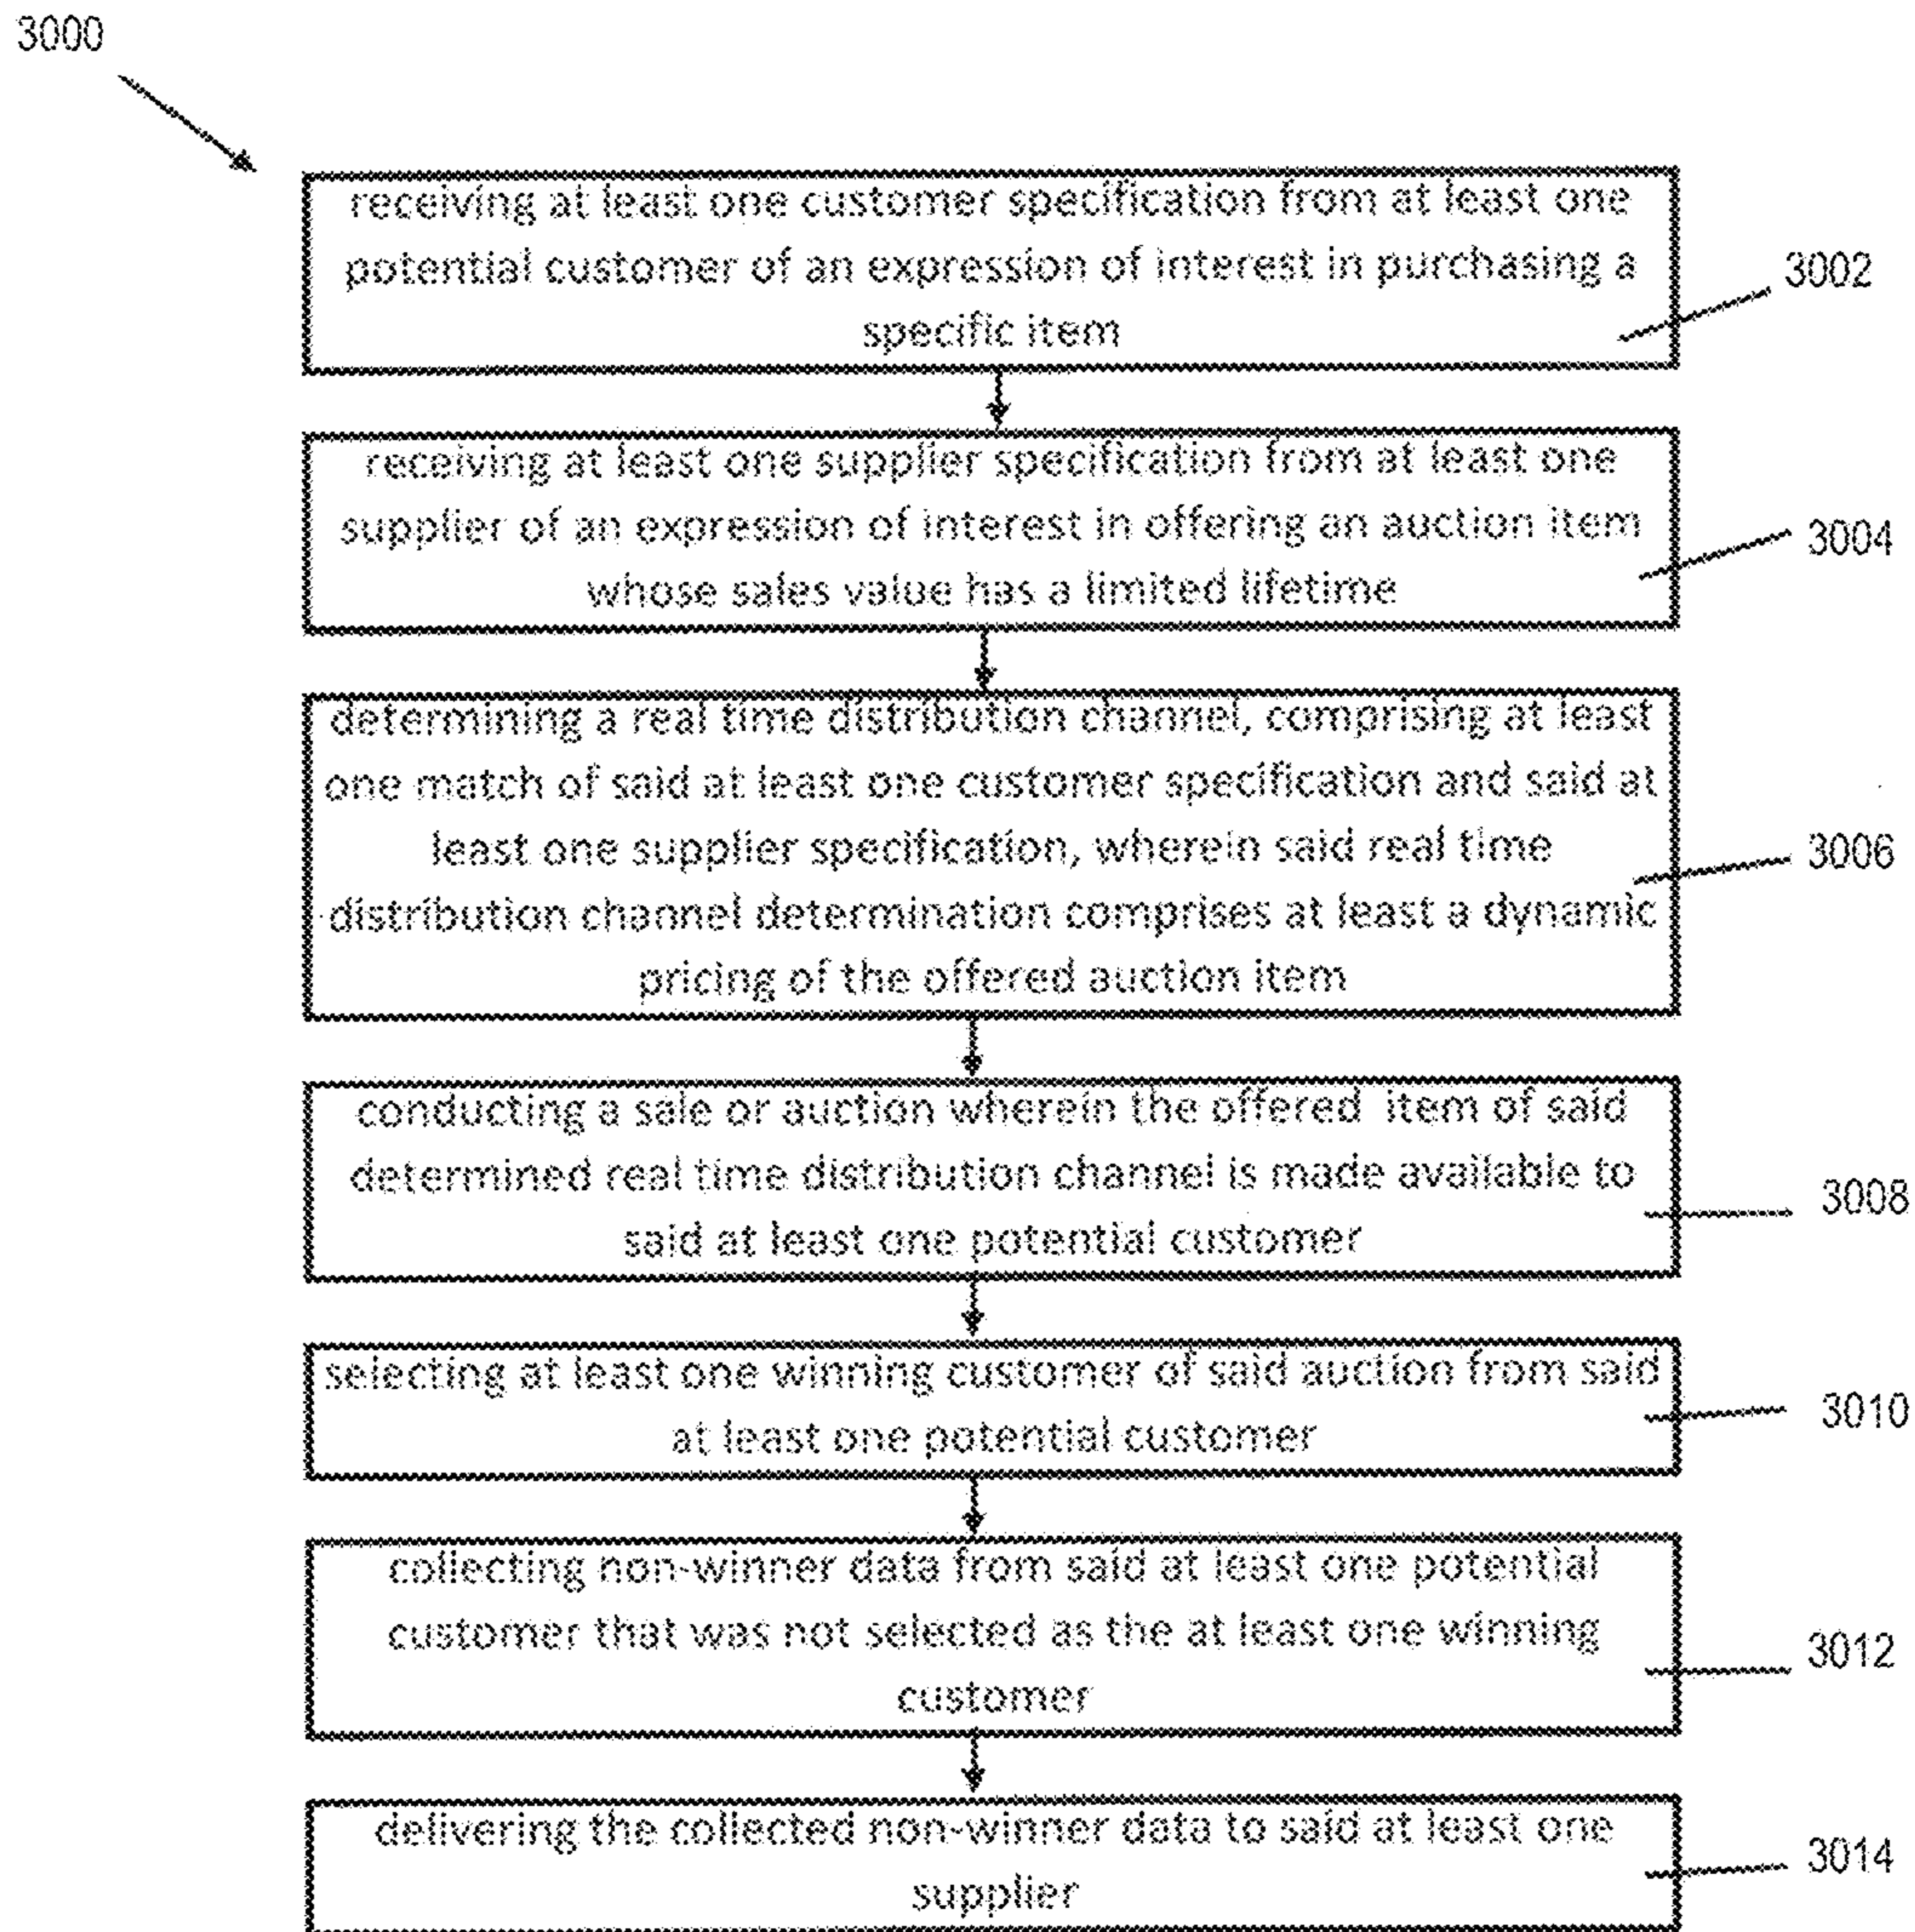 3000
receiving at least one customer specification from at least one
potential customer of an expression of interest in purchasing a
specific item
3002
receiving at least one supplier specification from at least one
supplier of an expression of interest in offering an auction item
whose sales value has a limited lifetime
3004
determining a real time distribution channel, comprising at least
one match of said at least one customer specification and said at
least one supplier specification, wherein said real time
distribution channel determination comprises at least a dynamic
pricing of the offered auction item
3006
conducting a sale or auction wherein the offered item of said
determined real time distribution channel is made available to
said at least one potential customer
3008
selecting at least one winning customer of said auction from said
at least one potential customer
3010
collecting non-winner data from said at least one potential
customer that was not selected as the at least one winning
customer
3012
delivering the collected non-winner data to said at least one
supplier
3014